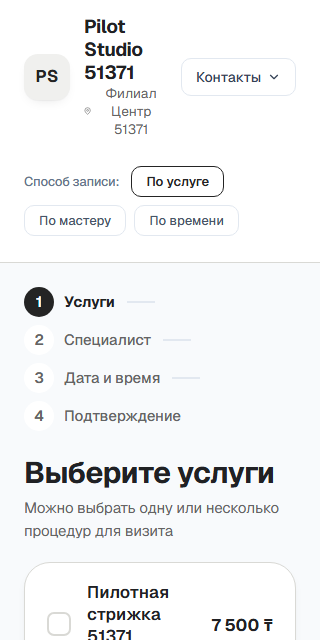 PS
Pilot
Studio
51371
Филиал
Центр
51371
Контакты
Способ записи:
По услуге
По мастеру
По времени
1 Услуги
2 Специалист
3 Дата и время
4 Подтверждение
Выберите услуги
Можно выбрать одну или несколько
процедур для визита
Пилотная
стрижка
51371
7 500 ₸